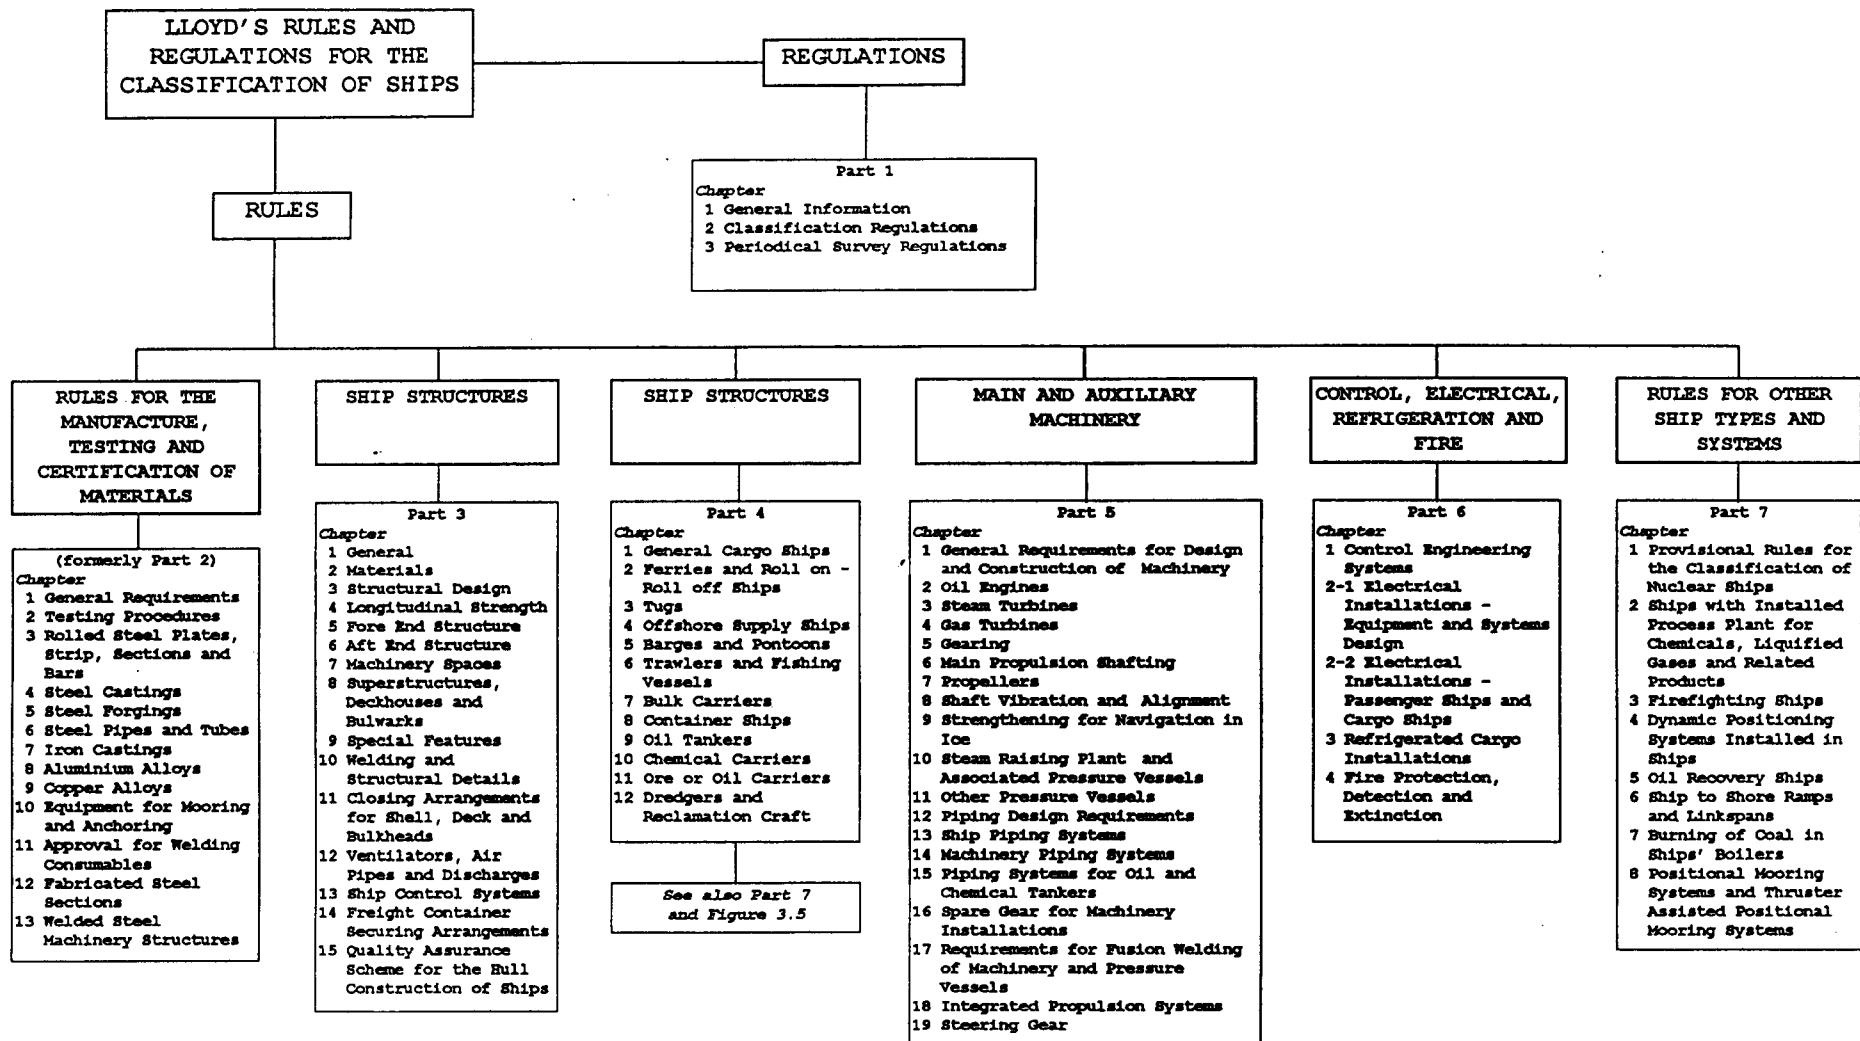 LLOYD'S RULES AND
REGULATIONS FOR THE
CLASSIFICATION OF SHIPS
REGULATIONS
Part 1
Chapter
1 General Information
2 Classification Regulations
3 Periodical Survey Regulations
RULES
RULES FOR THE
MANUFACTURE,
TESTING AND
CERTIFICATION OF
MATERIALS
(formerly Part 2)
Chapter
1 General Requirements
2 Testing Procedures
3 Rolled Steel Plates,
Strip, Sections and
Bars
4 Steel Castings
5 Steel Forgings
6 Steel Pipes and Tubes
7 Iron Castings
8 Aluminium Alloys
9 Copper Alloys
10 Equipment for Mooring
and Anchoring
11 Approval for Welding
Consumables
12 Fabricated Steel
Sections
13 Welded Steel
Machinery Structures
SHIP STRUCTURES
Part 3
Chapter
1 General
2 Materials
3 Structural Design
4 Longitudinal Strength
5 Fore End Structure
6 Aft End Structure
7 Machinery Spaces
8 Superstructures,
Deckhouses and
Bulwarks
9 Special Features
10 Welding and
Structural Details
11 Closing Arrangements
for Shell, Deck and
Bulkheads
12 Ventilators, Air
Pipes and Discharges
13 Ship Control Systems
14 Freight Container
Securing Arrangements
15 Quality Assurance
Scheme for the Hull
Construction of Ships
SHIP STRUCTURES
Part 4
Chapter
1 General Cargo Ships
2 Ferries and Roll on -
Roll off Ships
3 Tugs
4 Offshore Supply Ships
5 Barges and Pontoons
6 Trawlers and Fishing
Vessels
7 Bulk Carriers
8 Container Ships
9 Oil Tankers
10 Chemical Carriers
11 Ore or Oil Carriers
12 Dredgers and
Reclamation Craft
See also Part 7
and Figure 3.5
MAIN AND AUXILIARY
MACHINERY
Part 5
Chapter
1 General Requirements for Design
and Construction of Machinery
2 Oil Engines
3 Steam Turbines
4 Gas Turbines
5 Gearing
6 Main Propulsion Shafting
7 Propellers
8 Shaft Vibration and Alignment
9 Strengthening for Navigation in
Ice
10 Steam Raising Plant and
Associated Pressure Vessels
11 Other Pressure Vessels
12 Piping Design Requirements
13 Ship Piping Systems
14 Machinery Piping Systems
15 Piping Systems for Oil and
Chemical Tankers
16 Spare Gear for Machinery
Installations
17 Requirements for Fusion Welding
of Machinery and Pressure
Vessels
18 Integrated Propulsion Systems
19 Steering Gear
CONTROL, ELECTRICAL,
REFRIGERATION AND
FIRE
Part 6
Chapter
1 Control Engineering
Systems
2-1 Electrical
Installations -
Equipment and Systems
Design
2-2 Electrical
Installations -
Passenger Ships and
Cargo Ships
3 Refrigerated Cargo
Installations
4 Fire Protection,
Detection and
Extinction
RULES FOR OTHER
SHIP TYPES AND
SYSTEMS
Part 7
Chapter
1 Provisional Rules for
the Classification of
Nuclear Ships
2 Ships with Installed
Process Plant for
Chemicals, Liquified
Gases and Related
Products
3 Firefighting Ships
4 Dynamic Positioning
Systems Installed in
Ships
5 Oil Recovery Ships
6 Ship to Shore Ramps
and Linkspans
7 Burning of Coal in
Ships' Boilers
8 Positional Mooring
Systems and Thruster
Assisted Positional
Mooring Systems